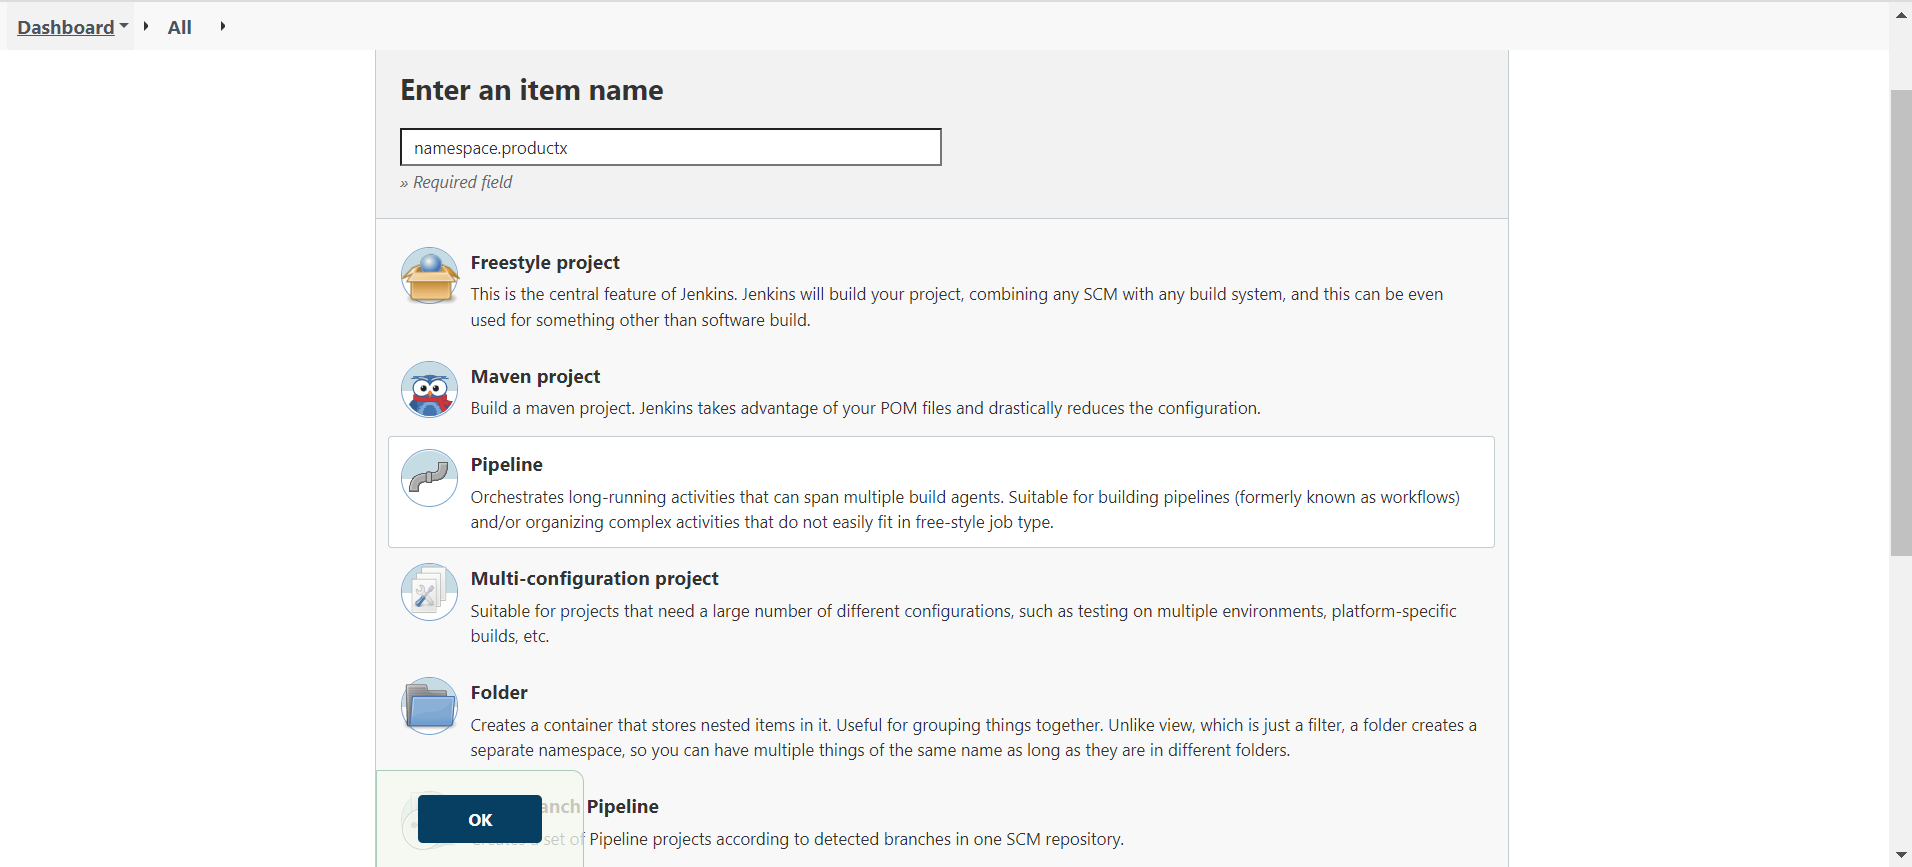 Dashboard All
Enter an item name
namespace.productx
» Required field
Freestyle project
This is the central feature of Jenkins. Jenkins will build your project, combining any SCM with any build system, and this can be even
used for something other than software build.
Maven project
Build a maven project. Jenkins takes advantage of your POM files and drastically reduces the configuration.
Pipeline
Orchestrates long-running activities that can span multiple build agents. Suitable for building pipelines (formerly known as workflows)
and/or organizing complex activities that do not easily fit in free-style job type.
Multi-configuration project
Suitable for projects that need a large number of different configurations, such as testing on multiple environments, platform-specific
builds, etc.
Folder
Creates a container that stores nested items in it. Useful for grouping things together. Unlike view, which is just a filter, a folder creates a
separate namespace, so you can have multiple things of the same name as long as they are in different folders.
Pipeline
OK
set of Pipeline projects according to detected branches in one SCM repository.